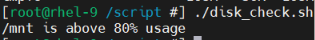 [root@rhel-9 /script #] ./disk_check.sh
/mnt is above 80% usage